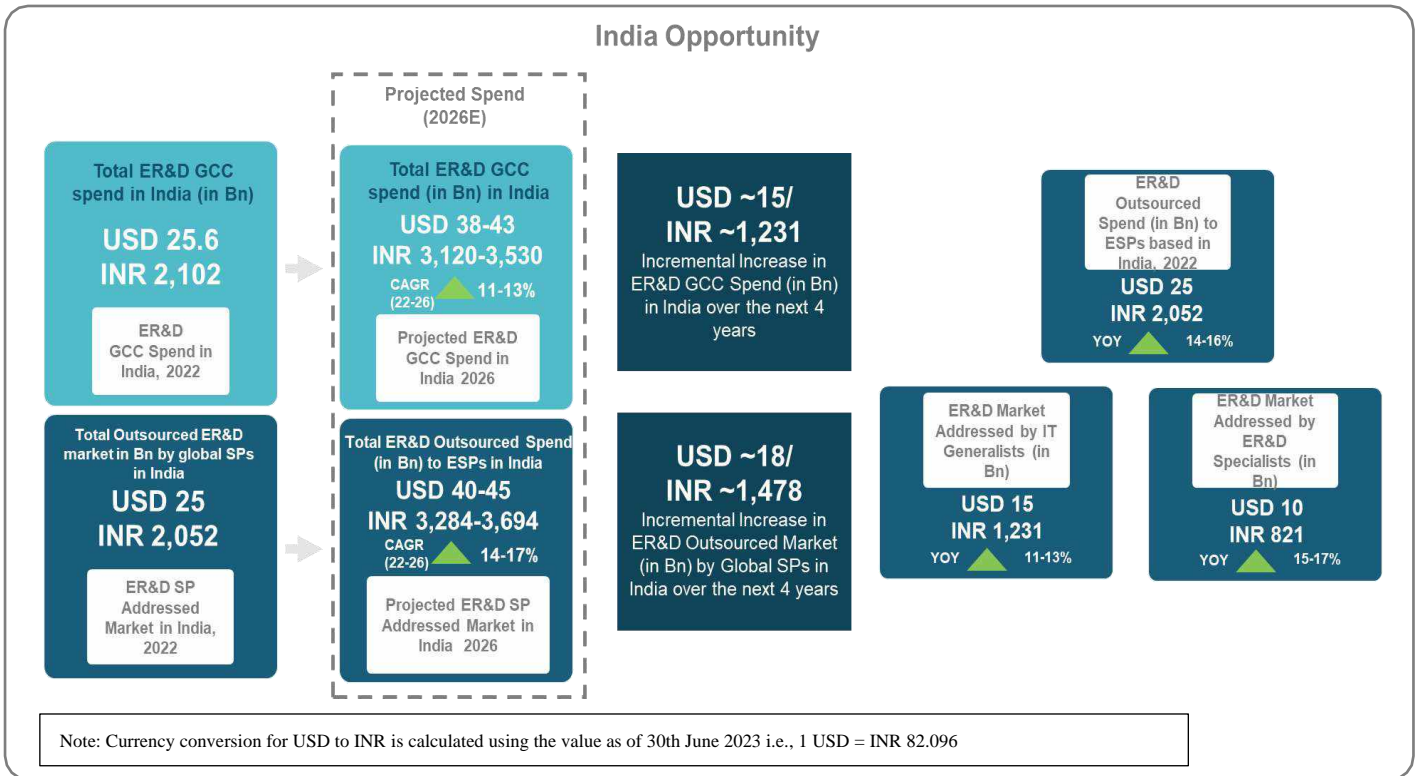 India Opportunity
Projected Spend
(2026E)
Total ER&D GCC
spend in India (in Bn)
USD 25.6
INR 2,102
ER&D
GCC Spend in
India, 2022
Total ER&D GCC
spend (in Bn) in India
USD 38-43
INR 3,120-3,530
CAGR
(22-26)
11-13%
Projected ER&D
GCC Spend in
India 2026
USD ~15/
INR ~1,231
Incremental Increase in
ER&D GCC Spend (in Bn)
in India over the next 4
years
Total Outsourced ER&D
market in Bn by global SPs
in India
USD 25
INR 2,052
ER&D SP
Addressed
Market in India,
2022
Total ER&D Outsourced Spend
(in Bn) to ESPs in India
USD 40-45
INR 3,284-3,694
CAGR
(22-26)
14-17%
Projected ER&D SP
Addressed Market in
India 2026
USD ~18/
INR ~1,478
Incremental Increase in
ER&D Outsourced Market
(in Bn) by Global SPs in
India over the next 4 years
ER&D
Outsourced
Spend (in Bn) to
ESPs based in
India, 2022
USD 25
INR 2,052
YOY
14-16%
ER&D Market
Addressed by IT
Generalists (in
Bn)
USD 15
INR 1,231
YOY
11-13%
ER&D Market
Addressed by
ER&D
Specialists (in
Bn)
USD 10
INR 821
YOY
15-17%
Note: Currency conversion for USD to INR is calculated using the value as of 30th June 2023 i.e., 1 USD = INR 82.096